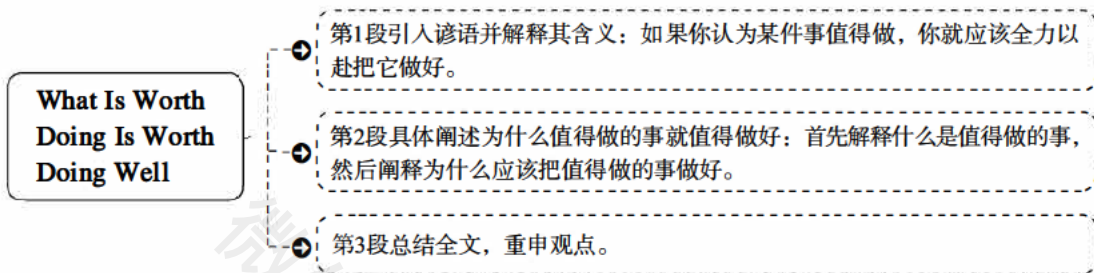 What Is Worth
Doing Is Worth
Doing Well
第1段引入谚语并解释其含义：如果你认为某件事值得做，你就应该全力以
赴把它做好。
第2段具体阐述为什么值得做的事就值得做好：首先解释什么是值得做的事，
然后阐释为什么应该把值得做的事做好。
第3段总结全文，重申观点。